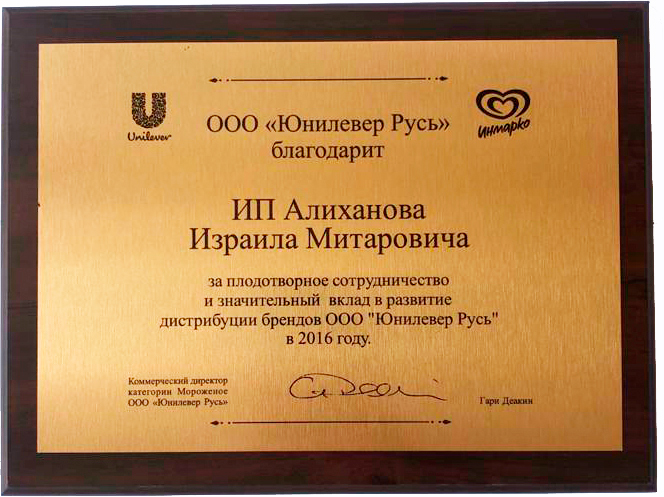 Unilever
Инмарко
ООО «Юнилевер Русь»
благодарит
ИП Алиханова
Израила Митаровича
за плодотворное сотрудничество
и значительный вклад в развитие
дистрибуции брендов ООО "Юнилевер Русь"
в 2016 году.
Коммерческий директор
категории Мороженое
ООО «Юнилевер Русь»
Гари Деакин